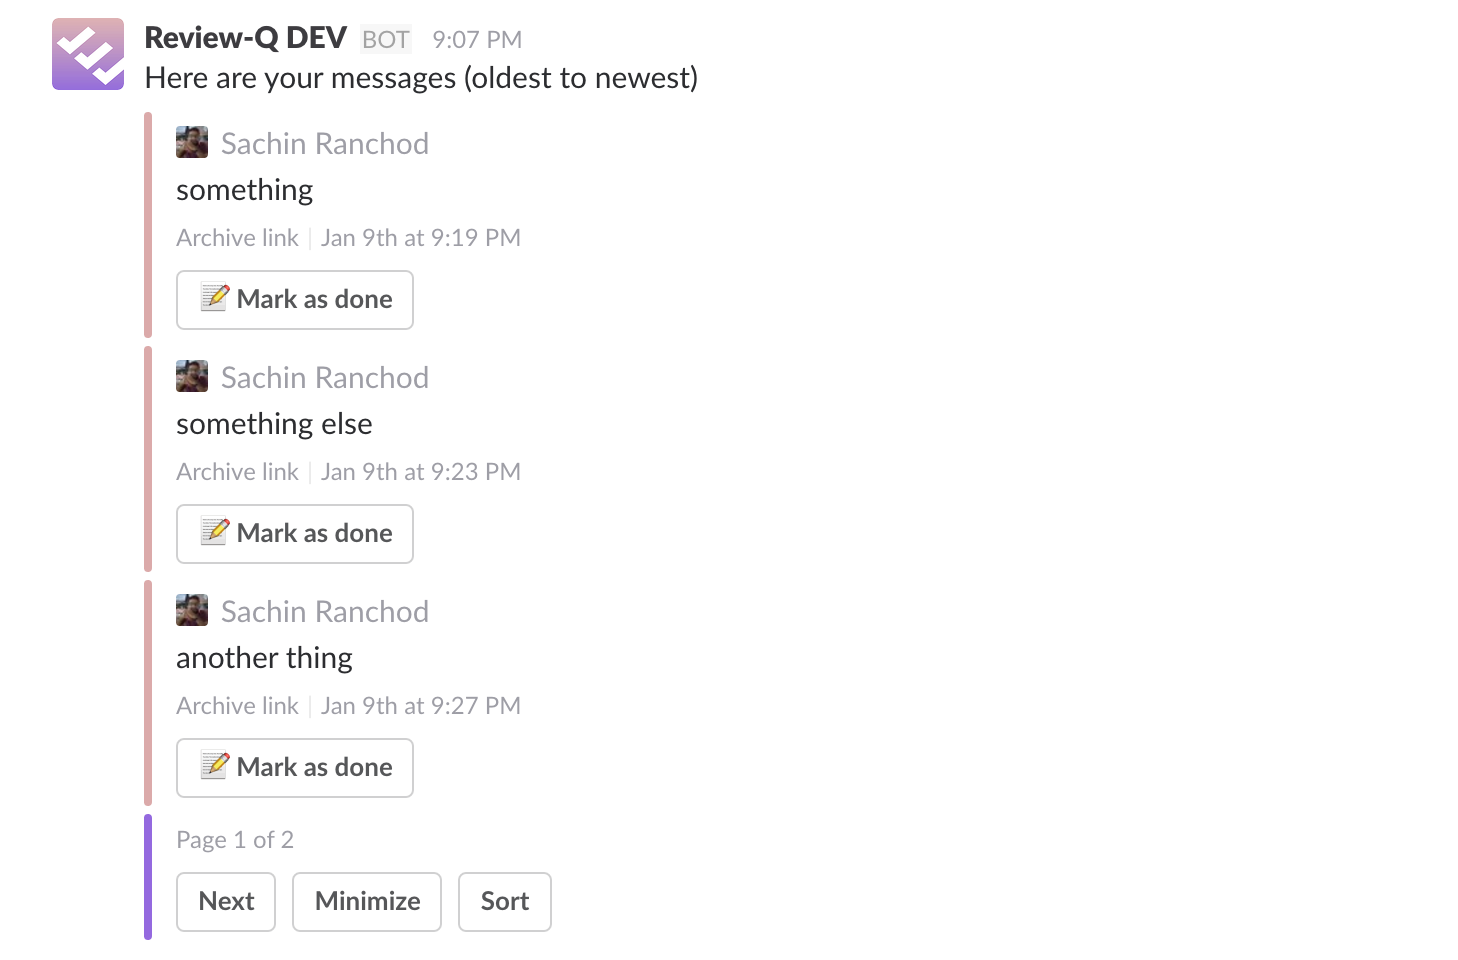 Review-Q DEV BOT 9:07 PM
Here are your messages (oldest to newest)
Sachin Ranchod
something
Archive link | Jan 9th at 9:19 PM
Mark as done
Sachin Ranchod
something else
Archive link | Jan 9th at 9:23 PM
Mark as done
Sachin Ranchod
another thing
Archive link | Jan 9th at 9:27 PM
Mark as done
Page 1 of 2
Next Minimize Sort